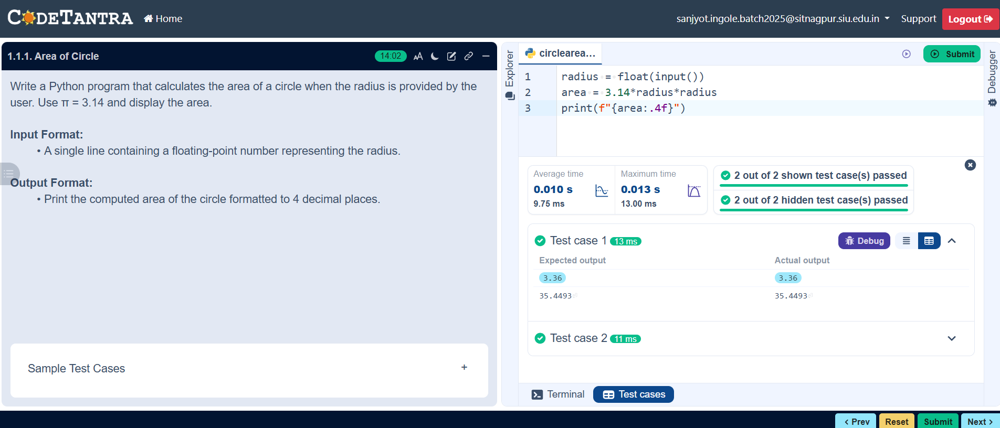 CODETANTRA
Home
sanjyot.ingole.batch2025@sitnagpur.siu.edu.in
Support
Logout
1.1.1. Area of Circle
14:02
AA
Write a Python program that calculates the area of a circle when the radius is provided by the
user. Use π = 3.14 and display the area.
Input Format:
• A single line containing a floating-point number representing the radius.
Output Format:
• Print the computed area of the circle formatted to 4 decimal places.
Sample Test Cases
+
Explorer
circlearea...
Submit
Debugger
1 radius = float(input())
2 area = 3.14*radius*radius
3 print(f"{area:.4f}")
Average time
0.010 s
9.75 ms
Maximum time
0.013 s
13.00 ms
2 out of 2 shown test case(s) passed
2 out of 2 hidden test case(s) passed
Test case 1 13 ms
Debug
Expected output Actual output
3.36 3.36
35.4493 35.4493
Test case 2 11 ms
Terminal
Test cases
< Prev
Reset
Submit
Next >